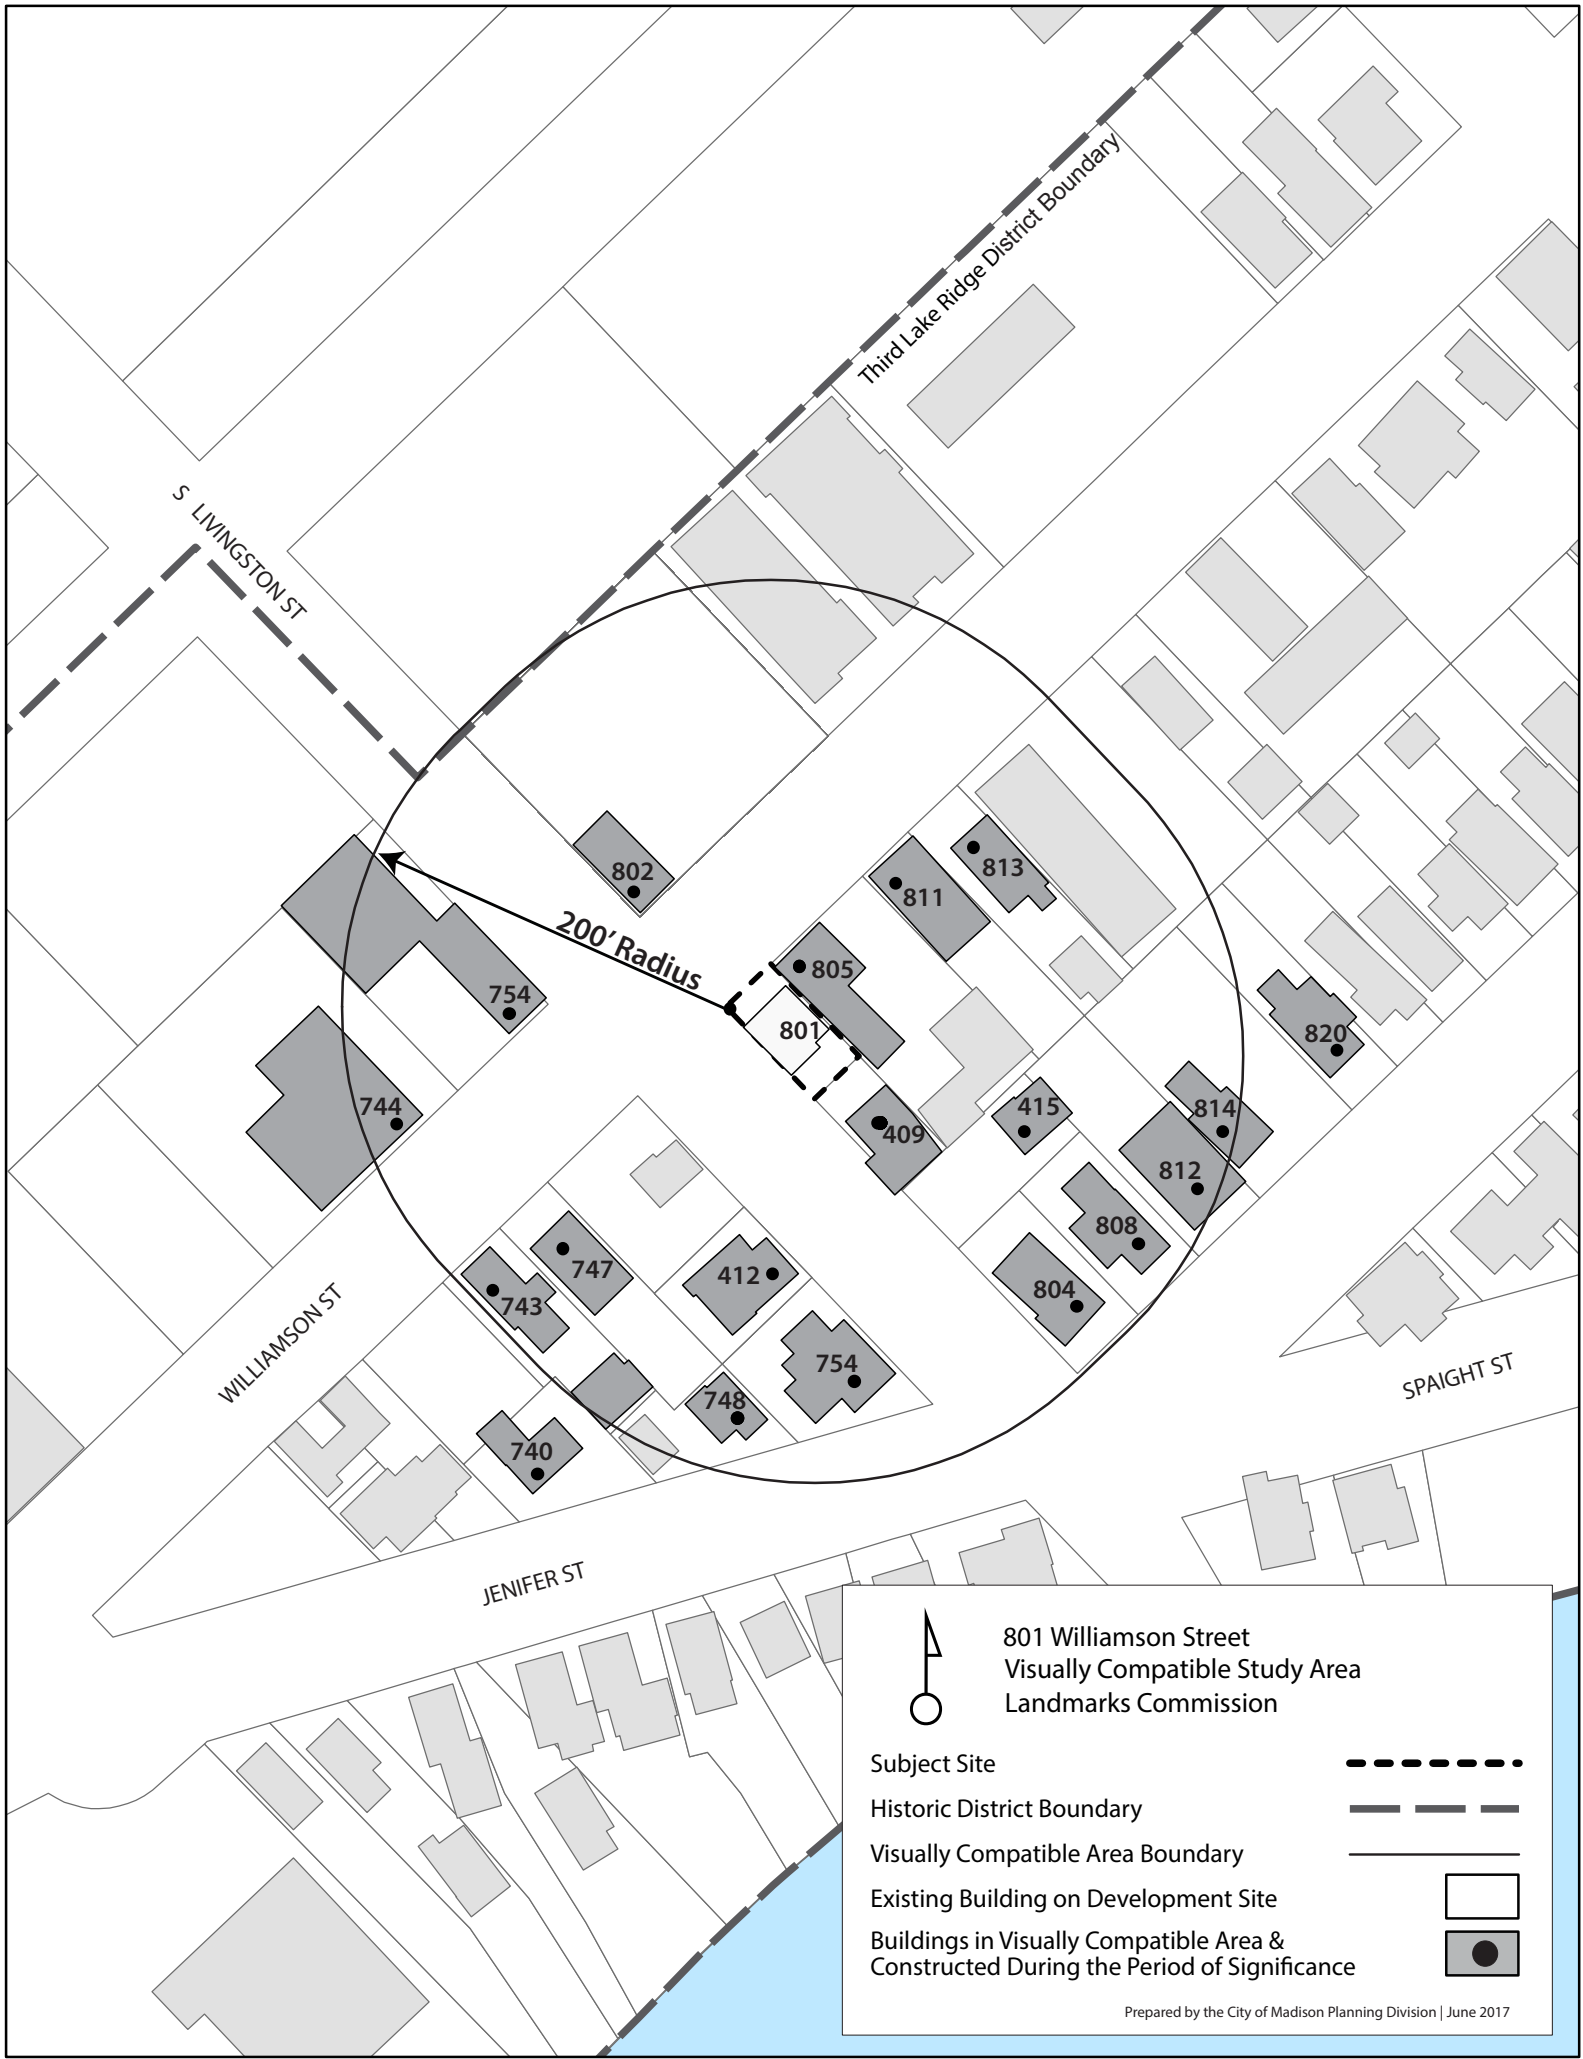 Third Lake Ridge District Boundary
S LIVINGSTON ST
802
813
811
200' Radius
805
754
801
820
744
415
814
409
812
808
747
412
804
743
754
WILLIAMSON ST
748
SPAIGHT ST
740
JENIFER ST
801 Williamson Street
Visually Compatible Study Area
Landmarks Commission
Subject Site
Historic District Boundary
Visually Compatible Area Boundary
Existing Building on Development Site
Buildings in Visually Compatible Area &
Constructed During the Period of Significance
Prepared by the City of Madison Planning Division | June 2017